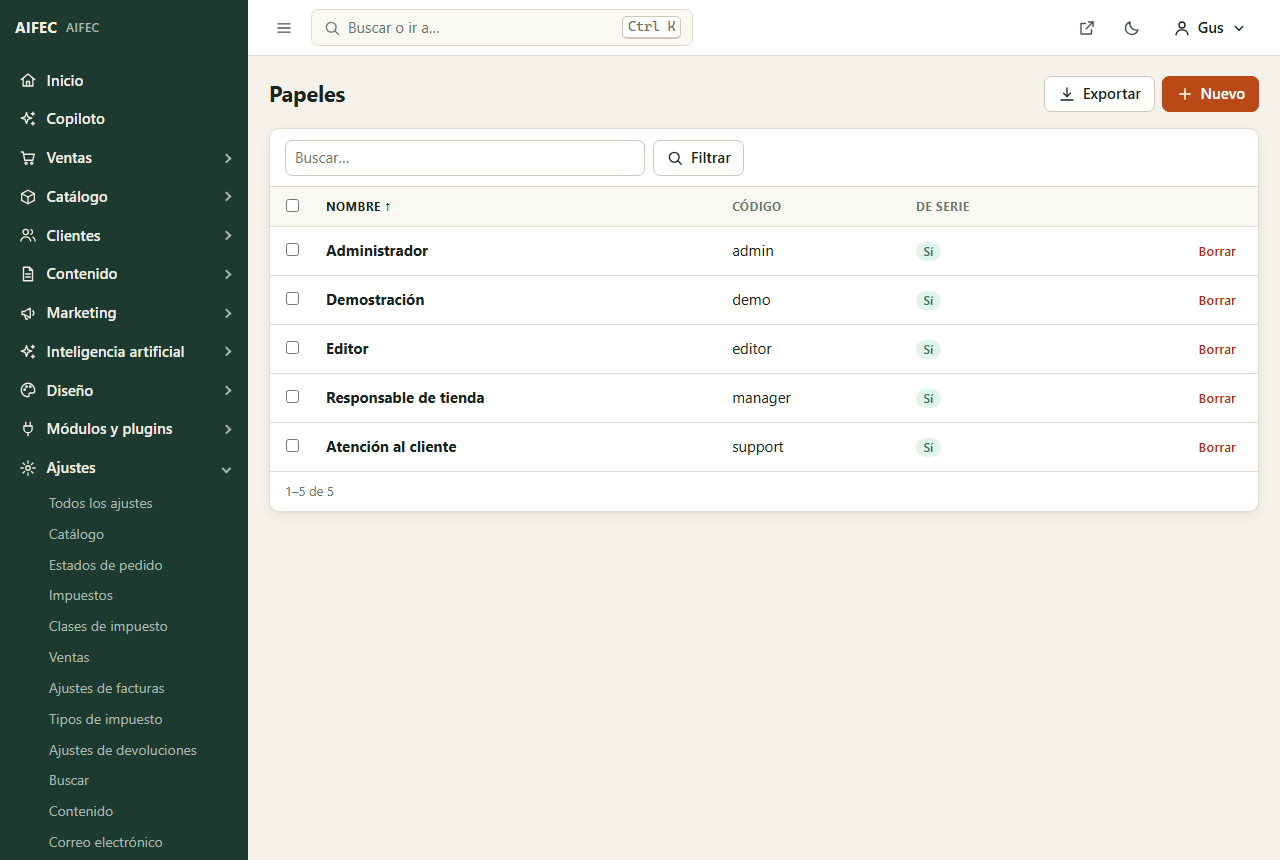 AIFEC AIFEC
Buscar o ir a... Ctrl K
Gus
Inicio
Copiloto
Ventas
Catálogo
Clientes
Contenido
Marketing
Inteligencia artificial
Diseño
Módulos y plugins
Ajustes
Todos los ajustes
Catálogo
Estados de pedido
Impuestos
Clases de impuesto
Ventas
Ajustes de facturas
Tipos de impuesto
Ajustes de devoluciones
Buscar
Contenido
Correo electrónico
Papeles
Exportar
Nuevo
Buscar...
Filtrar
NOMBRE ↑ CÓDIGO DE SERIE
Administrador admin Sí Borrar
Demostración demo Sí Borrar
Editor editor Sí Borrar
Responsable de tienda manager Sí Borrar
Atención al cliente support Sí Borrar
1–5 de 5